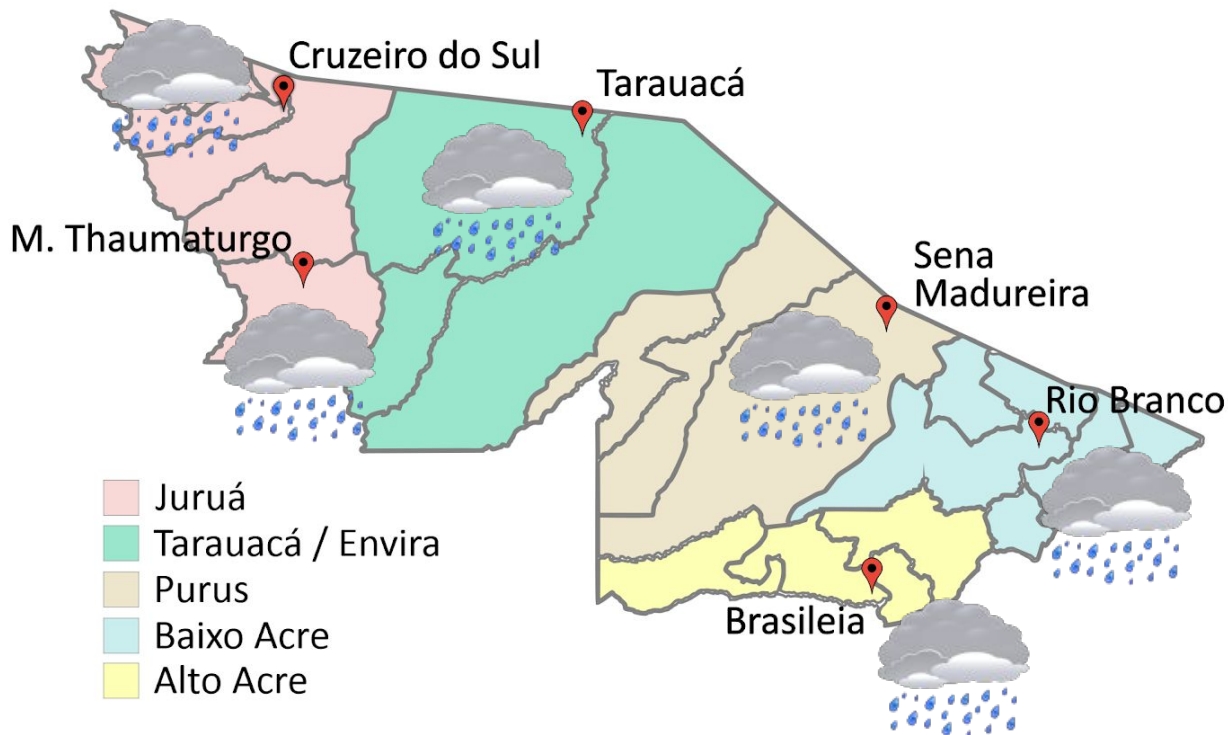 Cruzeiro do Sul
Tarauacá
M. Thaumaturgo
Sena
Madureira
Rio Branco
Brasileia
Juruá
Tarauacá / Envira
Purus
Baixo Acre
Alto Acre